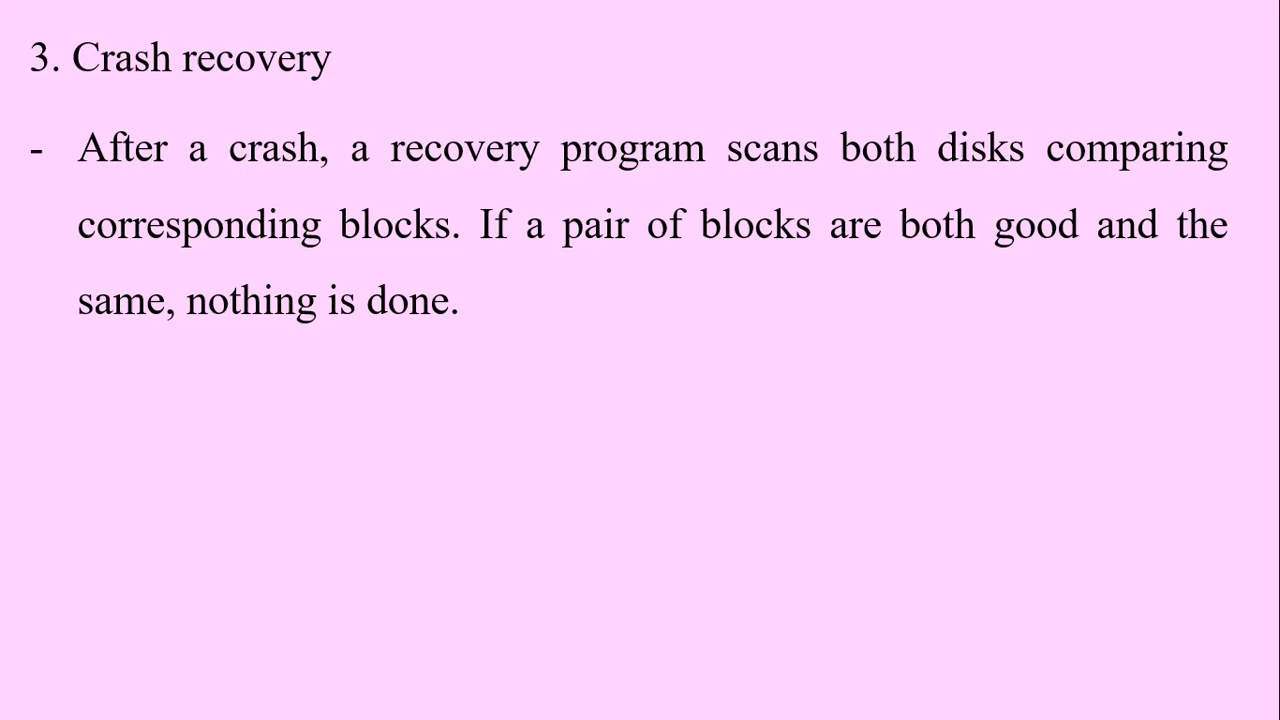 3. Crash recovery
- After a crash, a recovery program scans both disks comparing
corresponding blocks. If a pair of blocks are both good and the
same, nothing is done.